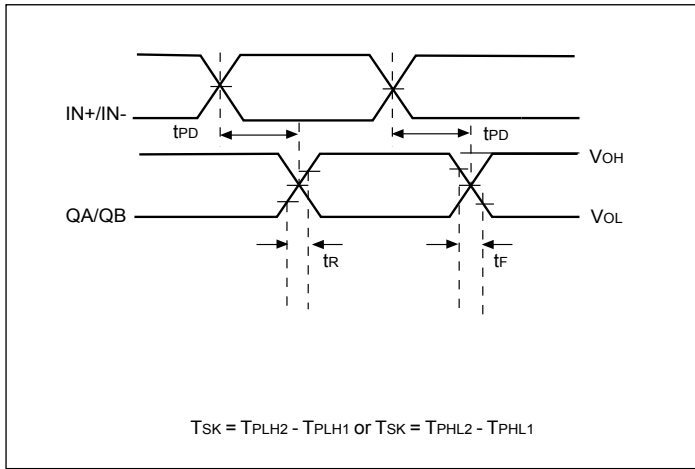 IN+/IN-
tPD
tPD
VOH
QA/QB
VOL
tR
tF
TSK = TPLH2 - TPLH1 or TSK = TPHL2 - TPHL1